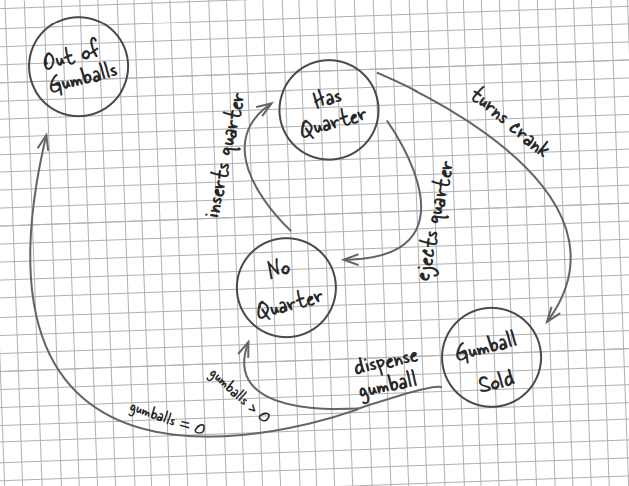 Out of
Gumballs
Has
Quarter
turns crank
inserts quarter
ejects quarter
No
Quarter
Gumball
Sold
dispense
gumball
gumballs > 0
gumballs = 0